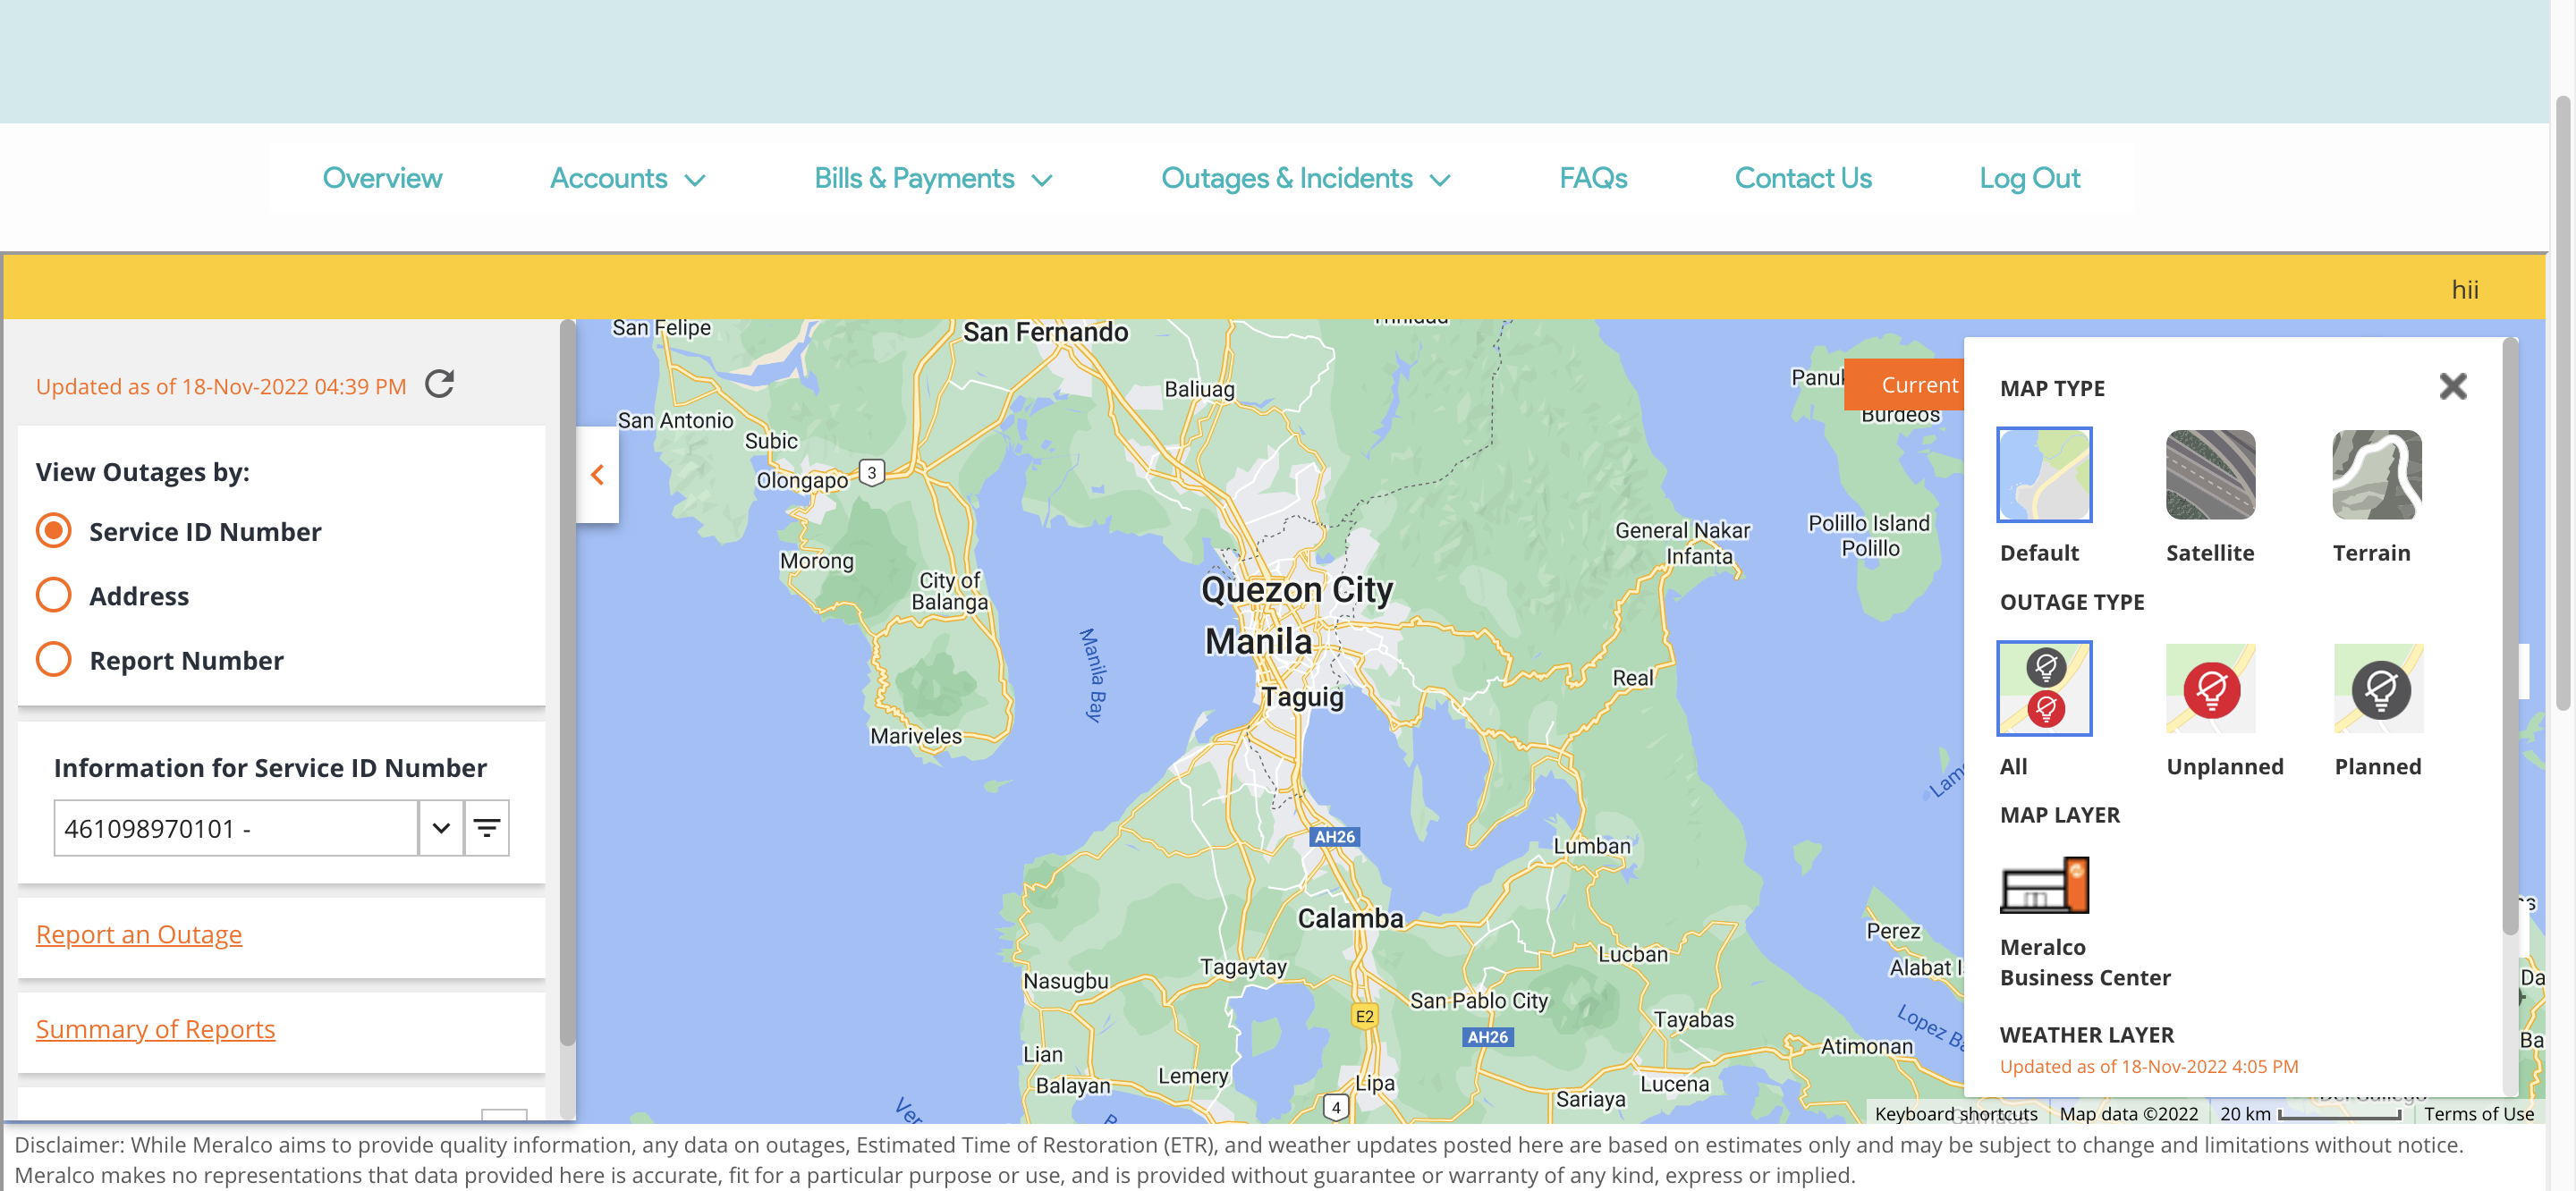 Overview Accounts Bills & Payments Outages & Incidents FAQs Contact Us Log Out
hii
Updated as of 18-Nov-2022 04:39 PM
View Outages by:
Service ID Number
Address
Report Number
Information for Service ID Number
461098970101 -
Report an Outage
Summary of Reports
San Felipe
San Fernando
Baliuag
San Antonio
Subic
Olongapo
3
Morong
City of
Balanga
Quezon City
Manila
Manila Bay
Taguig
Mariveles
General Nakar
Infanta
Polillo Island
Polillo
Burdeos
Real
AH26
Lumban
Calamba
Lucban
Perez
Tagaytay
Nasugbu
San Pablo City
E2
AH26
Tayabas
Lian
Atimonan
Balayan
Lemery
Lipa
Lucena
4
Sariaya
Current
MAP TYPE
Default Satellite Terrain
OUTAGE TYPE
All Unplanned Planned
MAP LAYER
Meralco
Business Center
WEATHER LAYER
Updated as of 18-Nov-2022 4:05 PM
Keyboard shortcuts Map data ©2022 20 km Terms of Use
Disclaimer: While Meralco aims to provide quality information, any data on outages, Estimated Time of Restoration (ETR), and weather updates posted here are based on estimates only and may be subject to change and limitations without notice.
Meralco makes no representations that data provided here is accurate, fit for a particular purpose or use, and is provided without guarantee or warranty of any kind, express or implied.